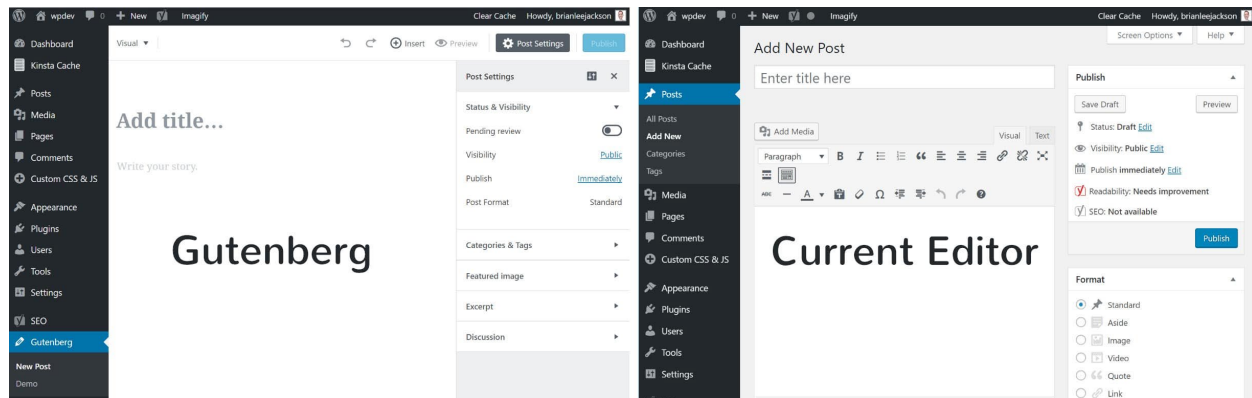 wpdev 0 + New Imagify Clear Cache Howdy, brianleejackson
Dashboard
Kinsta Cache
Posts
Media
Pages
Comments
Custom CSS & JS
Appearance
Plugins
Users
Tools
Settings
SEO
Gutenberg
New Post
Demo
Visual Insert Preview Post Settings Publish
Add title...
Write your story.
Gutenberg
Post Settings
Status & Visibility
Pending review
Visibility Public
Publish Immediately
Post Format Standard
Categories & Tags
Featured image
Excerpt
Discussion
wpdev 0 + New Imagify Clear Cache Howdy, brianleejackson
Dashboard
Kinsta Cache
Posts
All Posts
Add New
Categories
Tags
Media
Pages
Comments
Custom CSS & JS
Appearance
Plugins
Users
Tools
Settings
Screen Options Help
Add New Post
Enter title here
Add Media Visual Text
Paragraph B I
ABC A Ω
Current Editor
Publish
Save Draft Preview
Status: Draft Edit
Visibility: Public Edit
Publish immediately Edit
Readability: Needs improvement
SEO: Not available
Publish
Format
Standard
Aside
Image
Video
Quote
Link